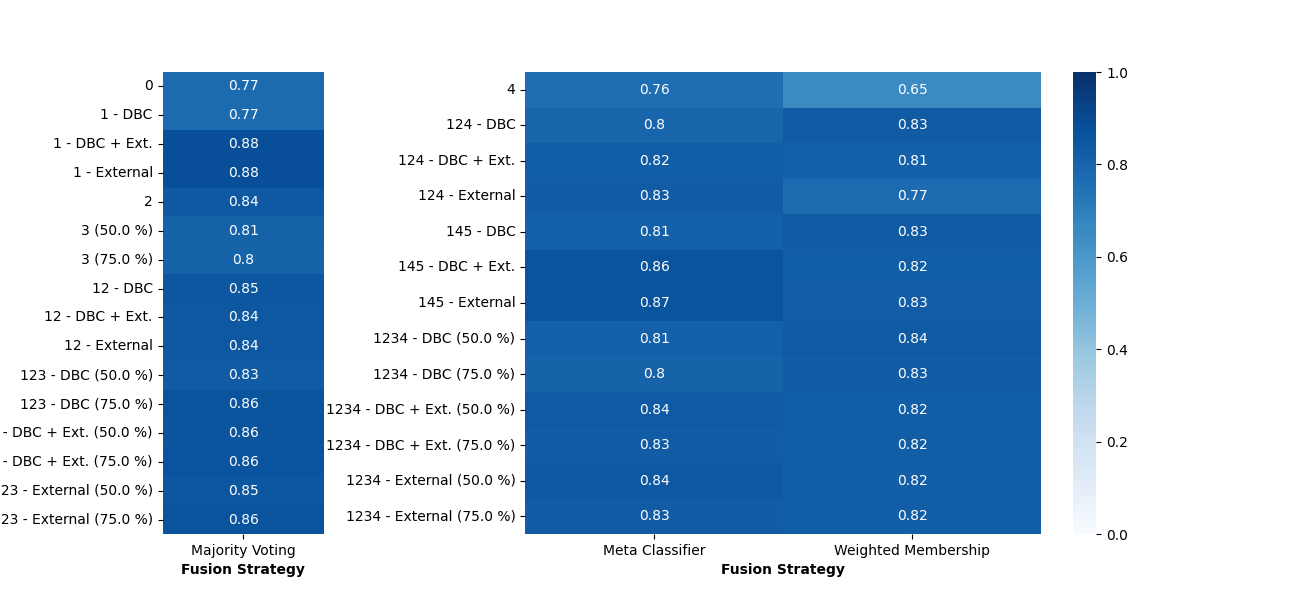 0 0.77
1 - DBC 0.77
1 - DBC + Ext. 0.88
1 - External 0.88
2 0.84
3 (50.0 %) 0.81
3 (75.0 %) 0.8
12 - DBC 0.85
12 - DBC + Ext. 0.84
12 - External 0.84
123 - DBC (50.0 %) 0.83
123 - DBC (75.0 %) 0.86
- DBC + Ext. (50.0 %) 0.86
- DBC + Ext. (75.0 %) 0.86
23 - External (50.0 %) 0.85
23 - External (75.0 %) 0.86
Majority Voting
Fusion Strategy
4 0.76 0.65
124 - DBC 0.8 0.83
124 - DBC + Ext. 0.82 0.81
124 - External 0.83 0.77
145 - DBC 0.81 0.83
145 - DBC + Ext. 0.86 0.82
145 - External 0.87 0.83
1234 - DBC (50.0 %) 0.81 0.84
1234 - DBC (75.0 %) 0.8 0.83
1234 - DBC + Ext. (50.0 %) 0.84 0.82
1234 - DBC + Ext. (75.0 %) 0.83 0.82
1234 - External (50.0 %) 0.84 0.82
1234 - External (75.0 %) 0.83 0.82
Meta Classifier Weighted Membership
Fusion Strategy
1.0
0.8
0.6
0.4
0.2
0.0